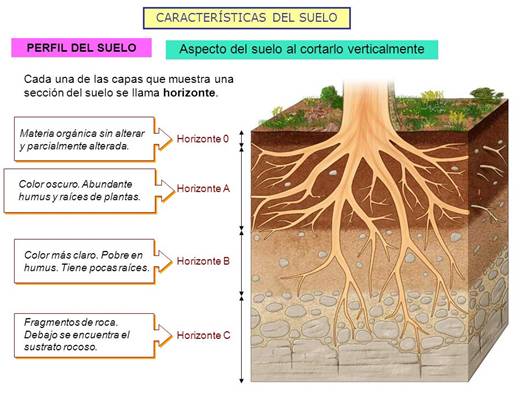 CARACTERÍSTICAS DEL SUELO
PERFIL DEL SUELO
Aspecto del suelo al cortarlo verticalmente
Cada una de las capas que muestra una
sección del suelo se llama horizonte.
Materia orgánica sin alterar
y parcialmente alterada.
Horizonte 0
Color oscuro. Abundante
humus y raíces de plantas.
Horizonte A
Color más claro. Pobre en
humus. Tiene pocas raíces.
Horizonte B
Fragmentos de roca.
Debajo se encuentra el
sustrato rocoso.
Horizonte C